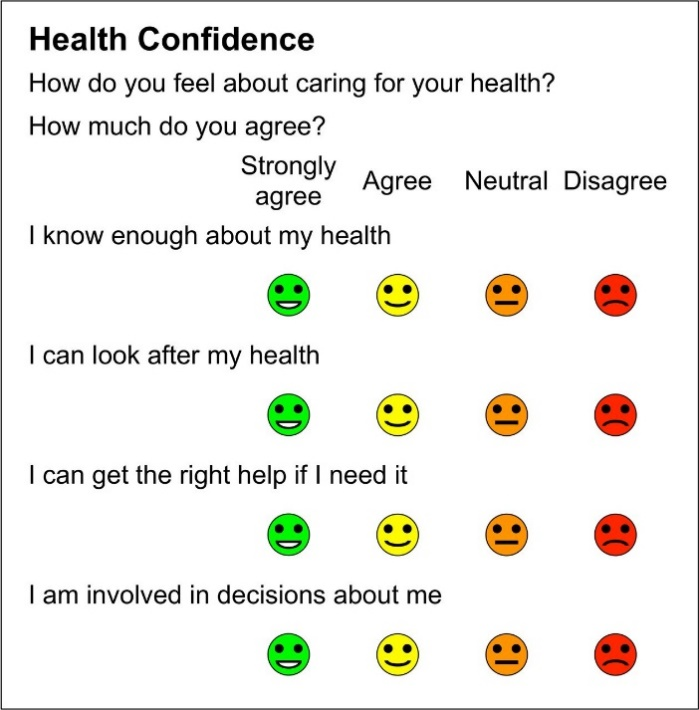 Health Confidence
How do you feel about caring for your health?
How much do you agree?
Strongly agree Agree Neutral Disagree
I know enough about my health
I can look after my health
I can get the right help if I need it
I am involved in decisions about me